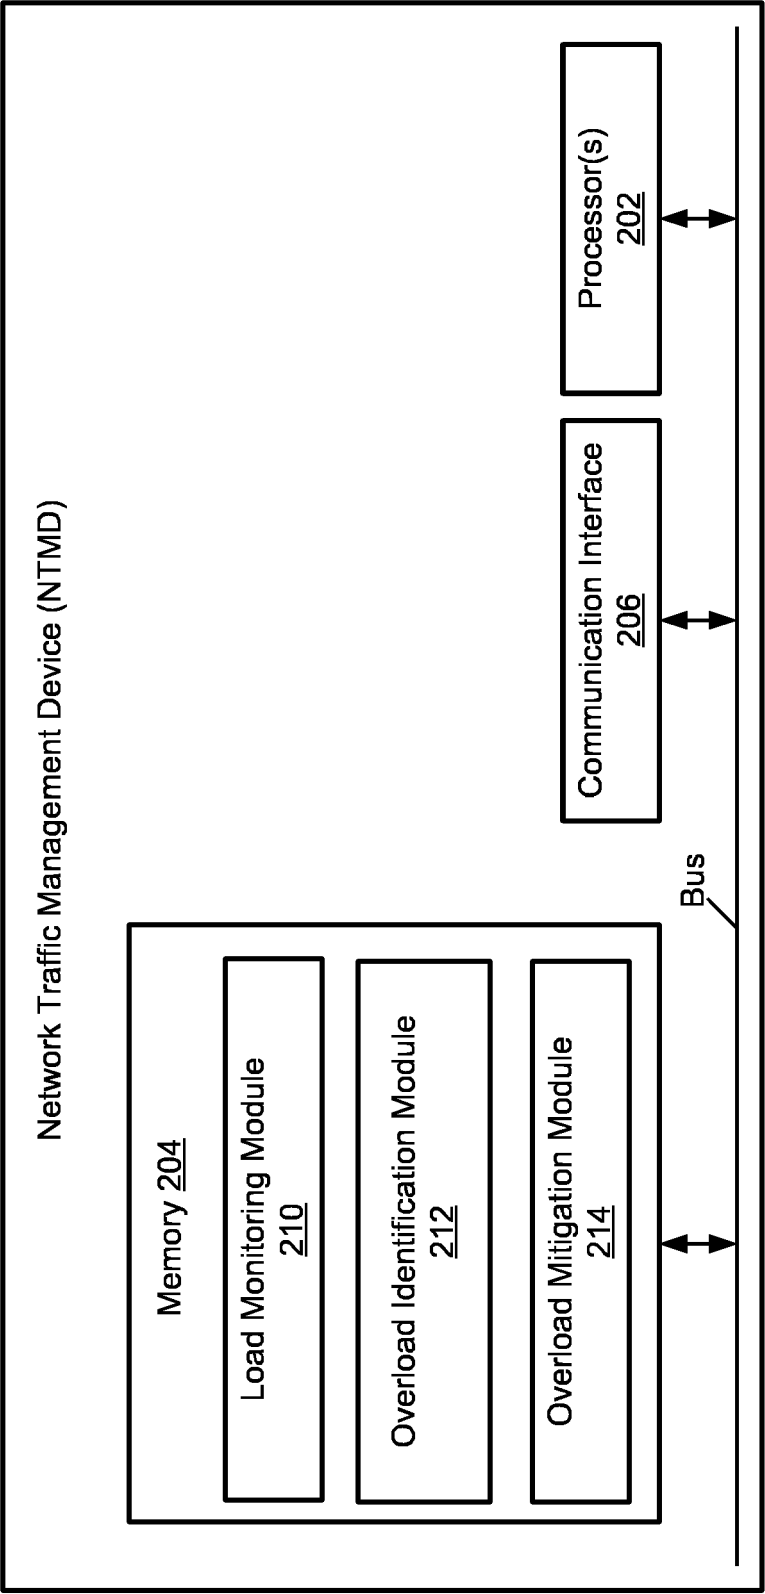 Network Traffic Management Device (NTMD)
Memory 204
Load Monitoring Module
210
Overload Identification Module
212
Overload Mitigation Module
214
Communication Interface
206
Processor(s)
202
Bus